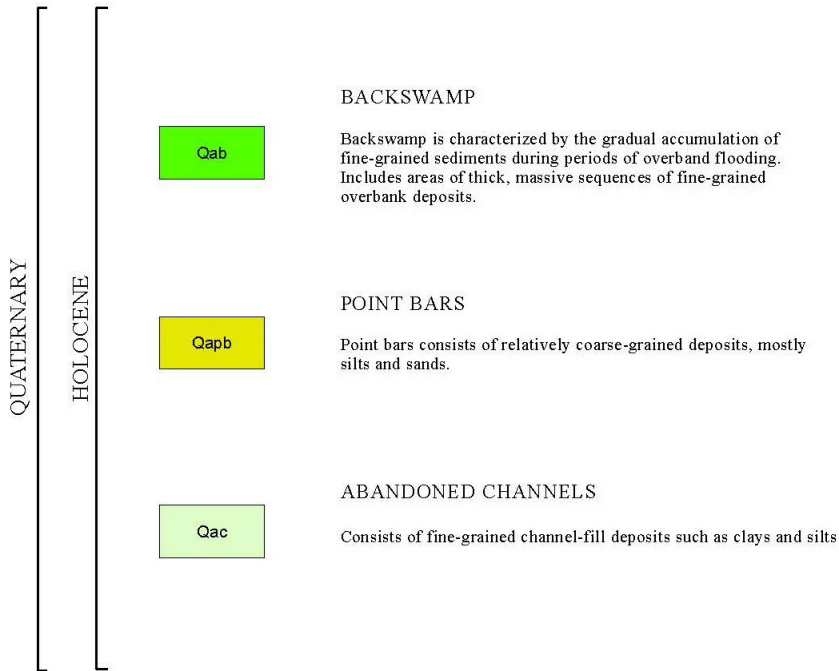 QUATERNARY
HOLOCENE
Qab
BACKSWAMP
Backswamp is characterized by the gradual accumulation of
fine-grained sediments during periods of overband flooding.
Includes areas of thick, massive sequences of fine-grained
overbank deposits.
Qapb
POINT BARS
Point bars consists of relatively coarse-grained deposits, mostly
silts and sands.
Qac
ABANDONED CHANNELS
Consists of fine-grained channel-fill deposits such as clays and silts